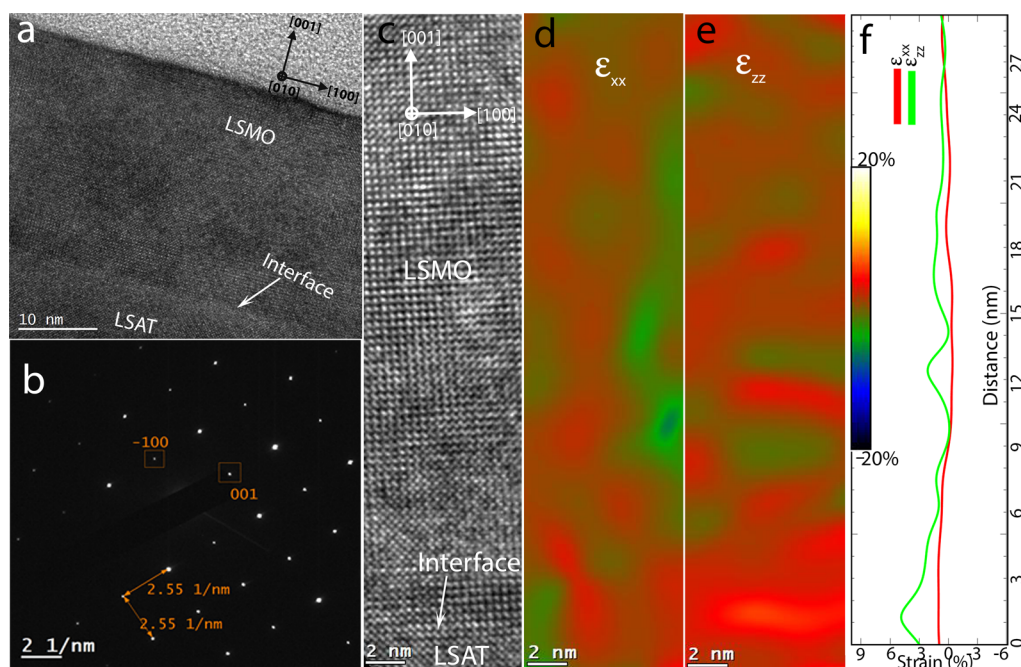 a
[001]
[100]
[010]
LSMO
Interface
LSAT
10 nm
b
-100
001
2.55 1/nm
2.55 1/nm
2 1/nm
c
[001]
[100]
[010]
LSMO
Interface
2 nm
LSAT
d
εxx
2 nm
e
εzz
2 nm
f
εxx
εzz
20%
-20%
Distance (nm)
27
24
21
18
15
12
9
6
3
0
9 6 3 0 -3 -6
Strain (%)